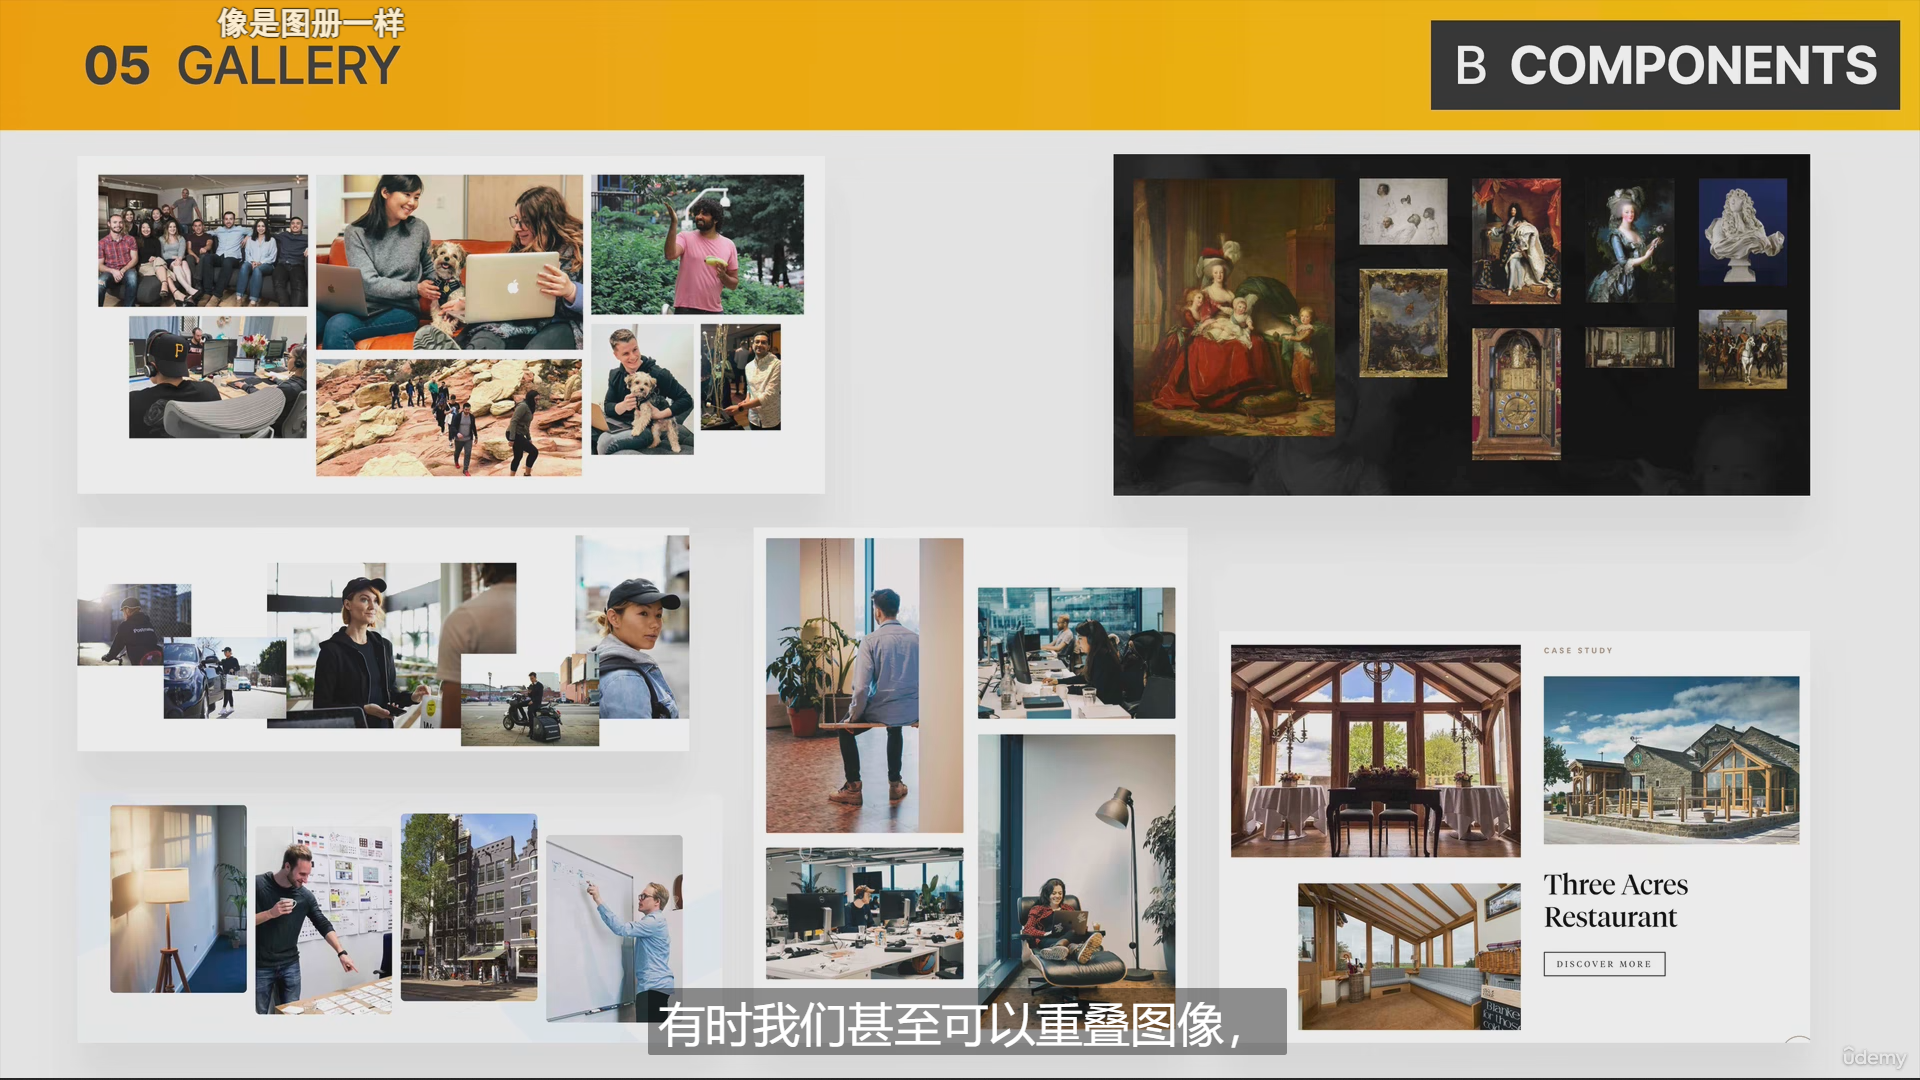 像是图册一样
05 GALLERY
B COMPONENTS
P
CASE STUDY
Three Acres
Restaurant
DISCOVER MORE
有时我们甚至可以重叠图像，
ûdemy